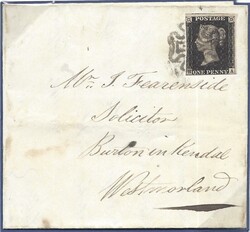 POSTAGE
ONE PENNY
Mr. J. Fearenside
Solicitor
Burton in Kendal
Westmorland